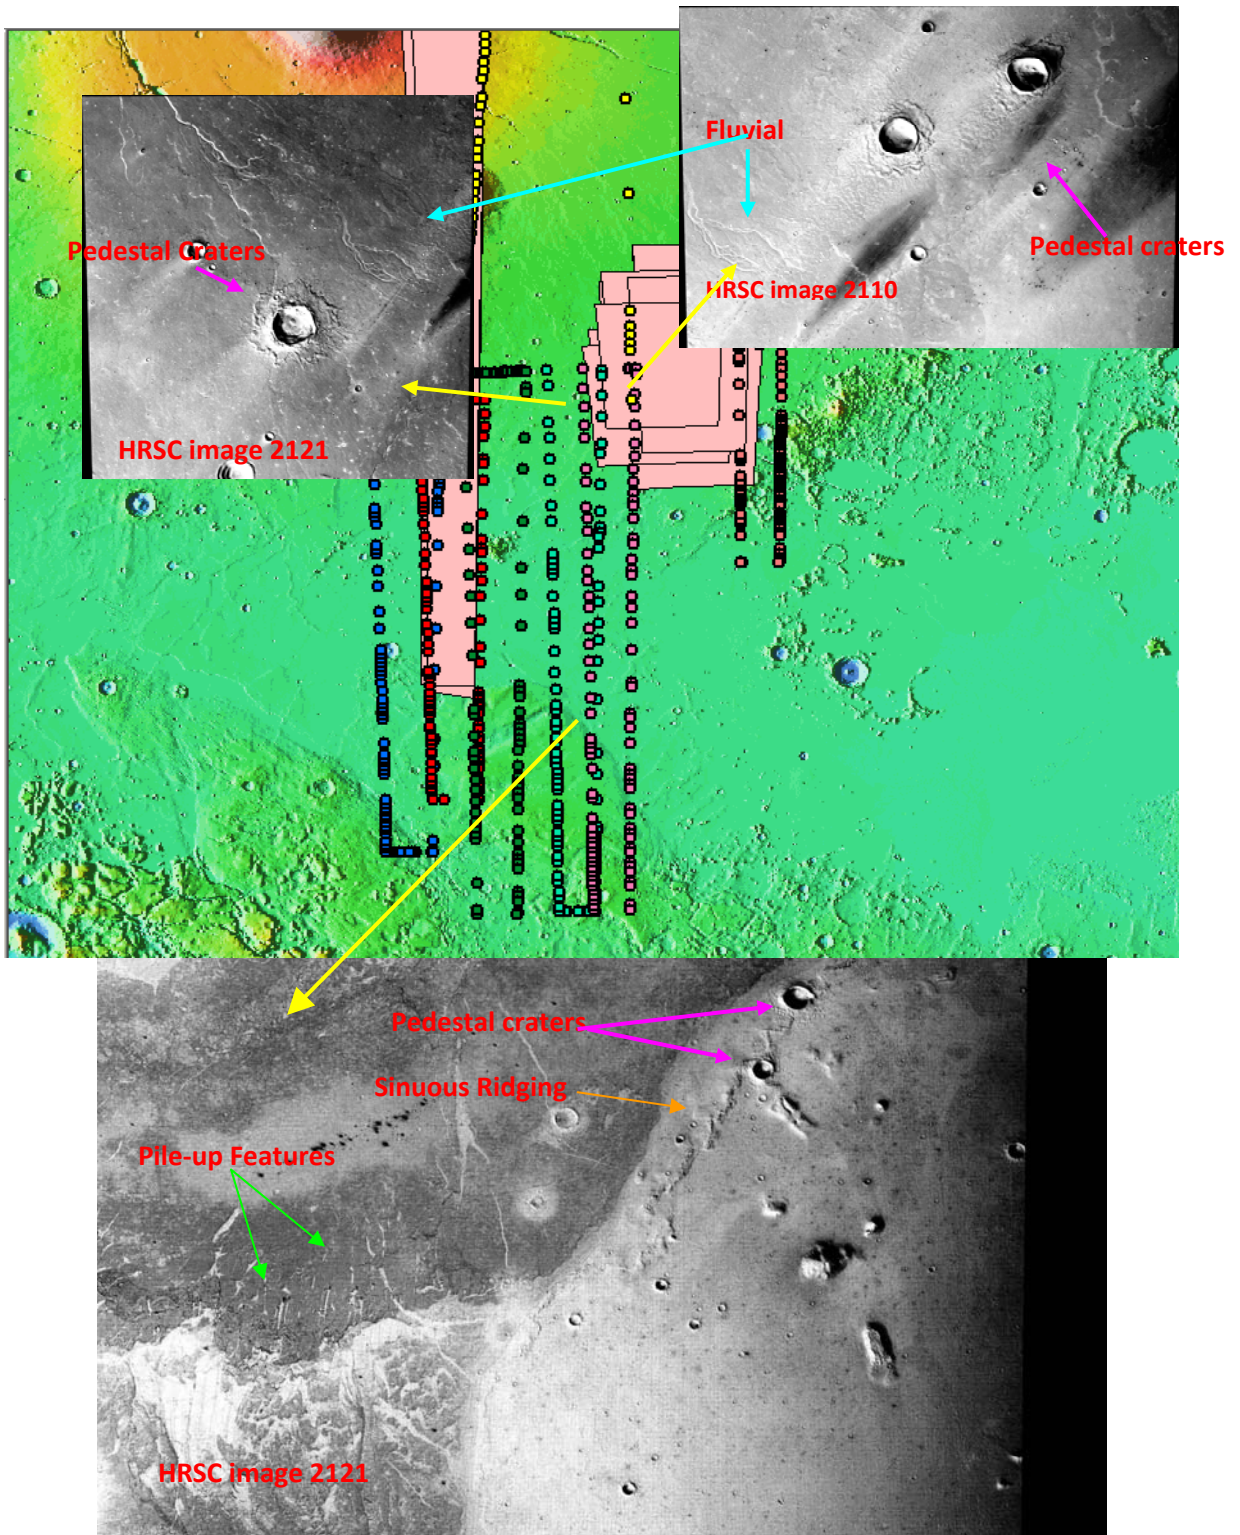 Fluvial
Pedestal Craters
Pedestal craters
HRSC image 2110
HRSC image 2121
Pedestal craters
Sinuous Ridging
Pile-up Features
HRSC image 2121